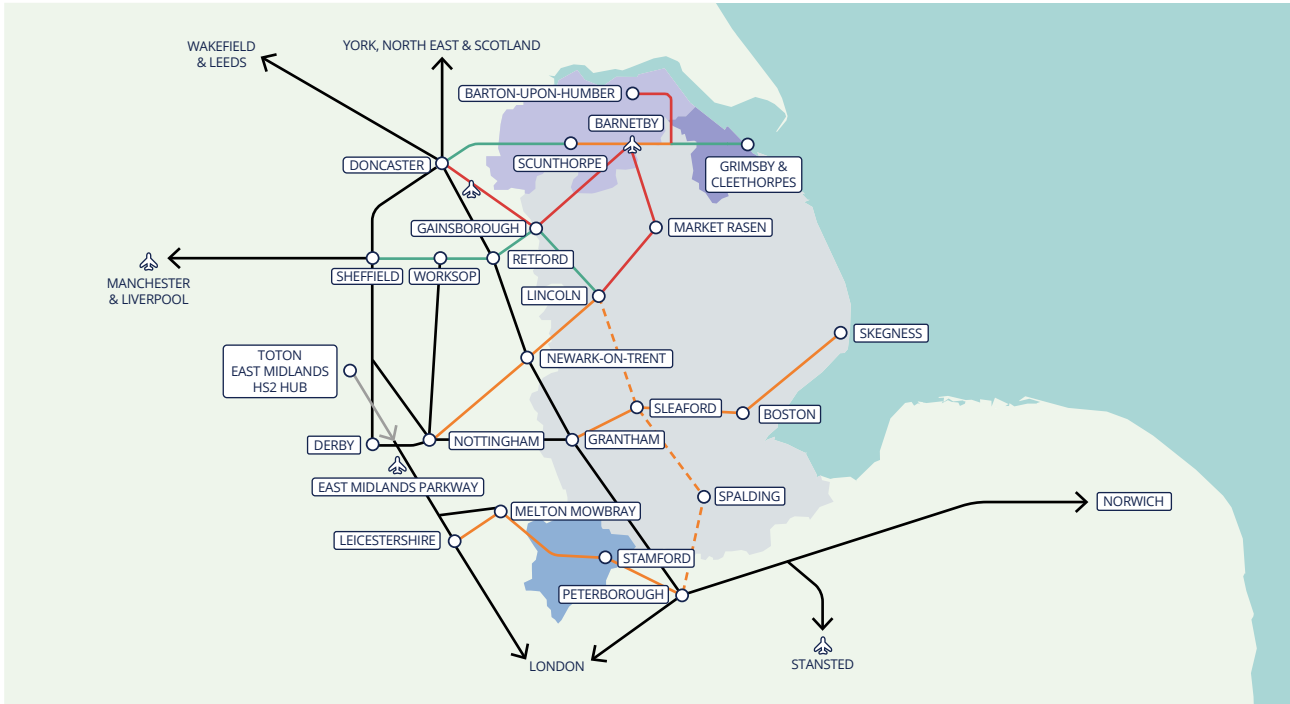 WAKEFIELD
& LEEDS
YORK, NORTH EAST & SCOTLAND
BARTON-UPON-HUMBER
BARNETBY
DONCASTER
SCUNTHORPE
GRIMSBY &
CLEETHORPES
GAINSBOROUGH
MARKET RASEN
RETFORD
SHEFFIELD
WORKSOP
MANCHESTER
& LIVERPOOL
LINCOLN
SKEGNESS
TOTON
EAST MIDLANDS
HS2 HUB
NEWARK-ON-TRENT
SLEAFORD
BOSTON
DERBY
NOTTINGHAM
GRANTHAM
EAST MIDLANDS PARKWAY
SPALDING
NORWICH
MELTON MOWBRAY
LEICESTERSHIRE
STAMFORD
PETERBOROUGH
LONDON
STANSTED